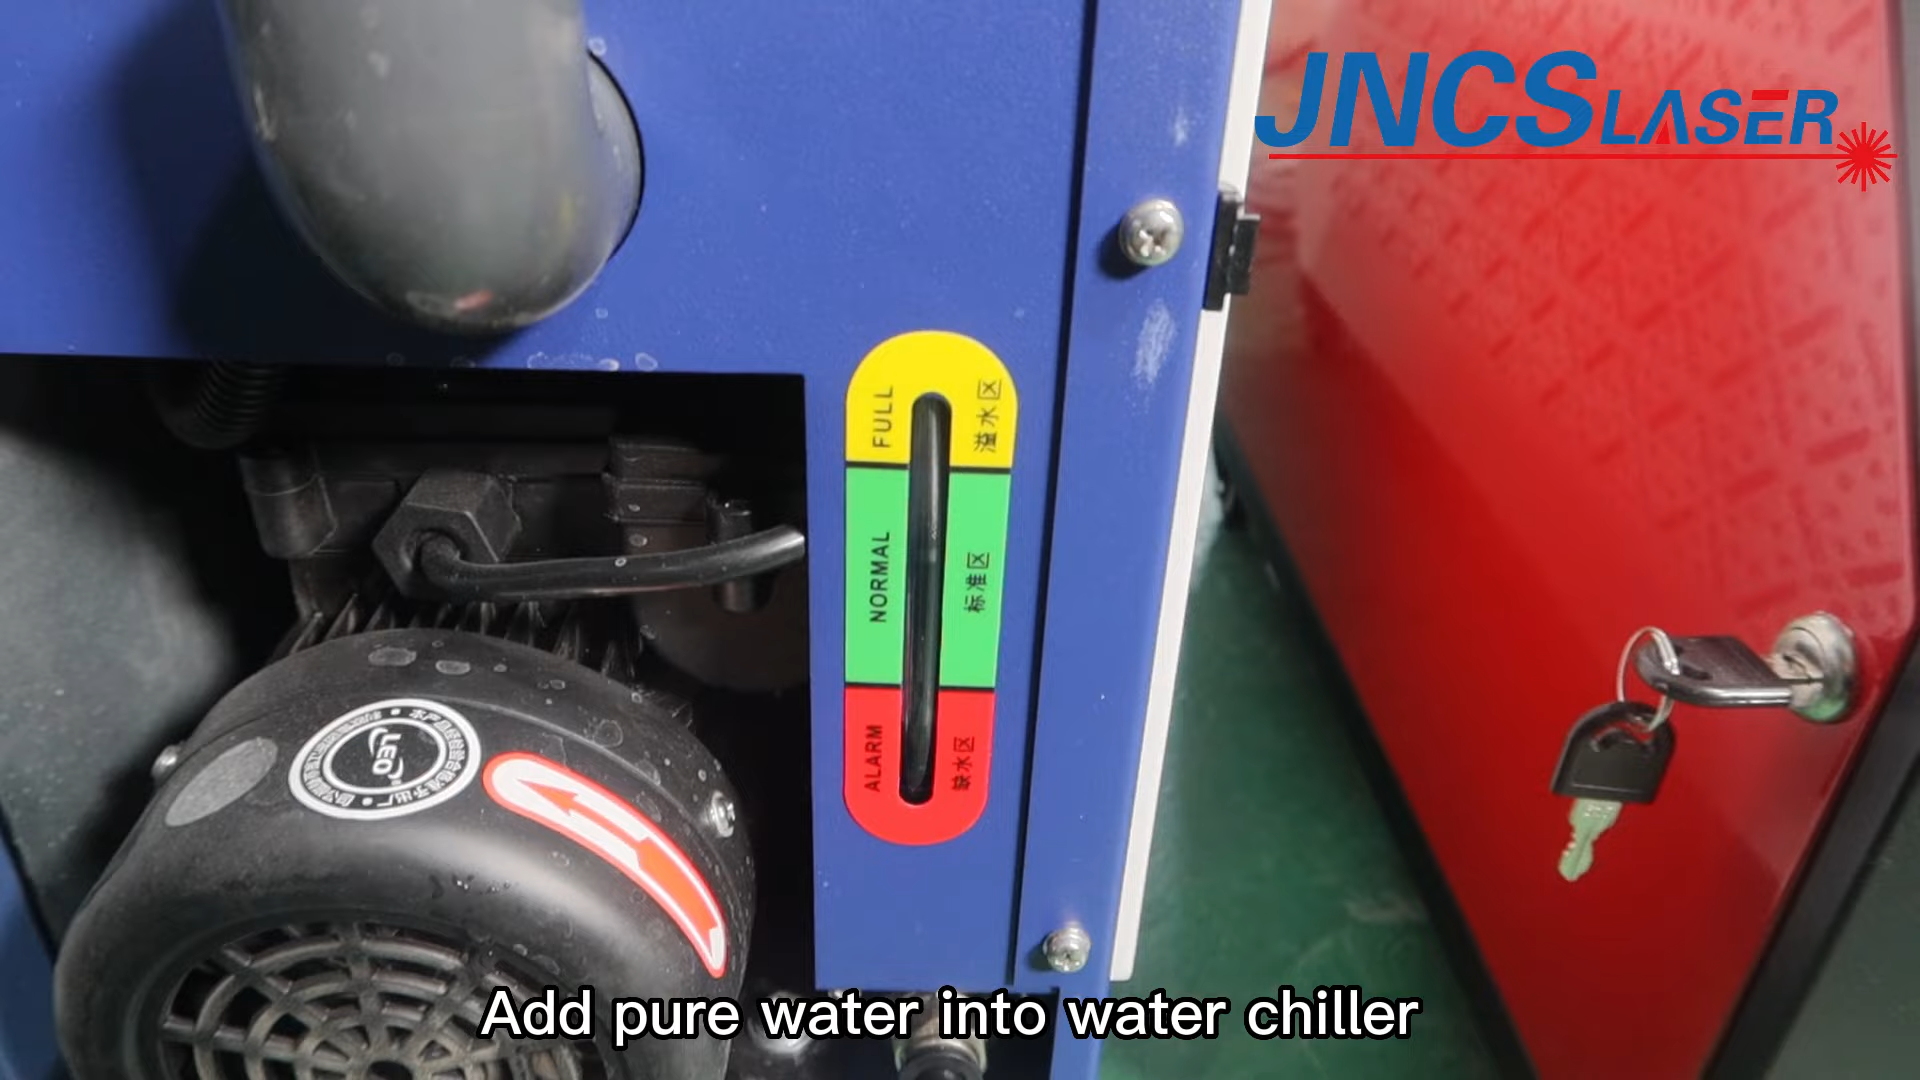 JNCS LASER
FULL
溢水区
NORMAL
标准区
ALARM
缺水区
LEO
Add pure water into water chiller